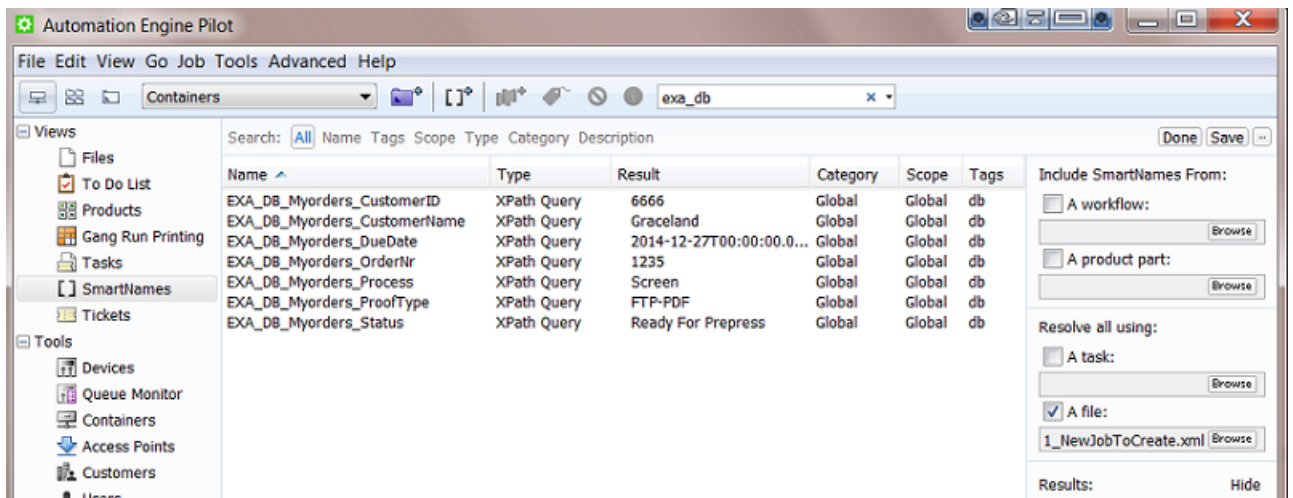 Automation Engine Pilot
X
File Edit View Go Job Tools Advanced Help
Containers
exa_db
Views
Files
To Do List
Products
Gang Run Printing
Tasks
SmartNames
Tickets
Tools
Devices
Queue Monitor
Containers
Access Points
Customers
Users
Search: All Name Tags Scope Type Category Description
Done Save
Name Type Result Category Scope Tags
EXA_DB_Myorders_CustomerID XPath Query 6666 Global Global db
EXA_DB_Myorders_CustomerName XPath Query Graceland Global Global db
EXA_DB_Myorders_DueDate XPath Query 2014-12-27T00:00:00.0... Global Global db
EXA_DB_Myorders_OrderNr XPath Query 1235 Global Global db
EXA_DB_Myorders_Process XPath Query Screen Global Global db
EXA_DB_Myorders_ProofType XPath Query FTP-PDF Global Global db
EXA_DB_Myorders_Status XPath Query Ready For Prepress Global Global db
Include SmartNames From:
A workflow:
Browse
A product part:
Browse
Resolve all using:
A task:
Browse
A file:
1_NewJobToCreate.xml Browse
Results: Hide